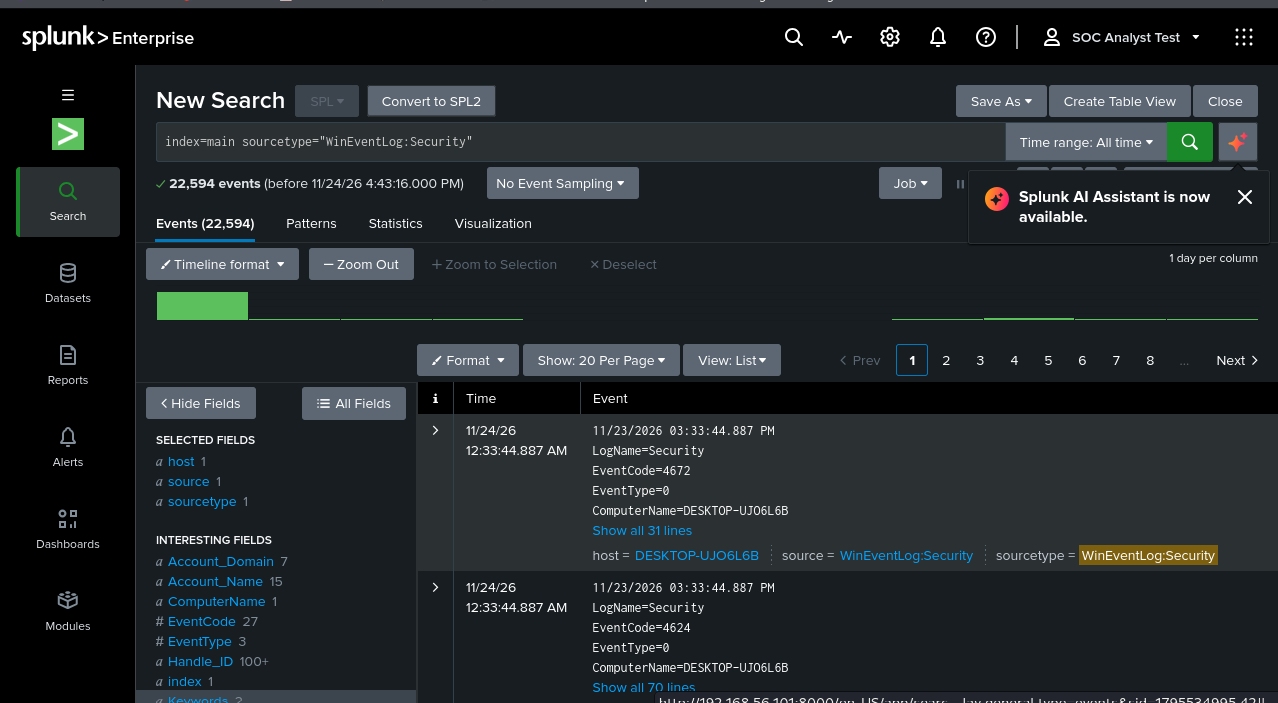 splunk> Enterprise
SOC Analyst Test
New Search
SPL
Convert to SPL2
Save As
Create Table View
Close
index=main sourcetype="WinEventLog:Security"
Time range: All time
✓ 22,594 events (before 11/24/26 4:43:16.000 PM)
No Event Sampling
Job
Splunk AI Assistant is now
available.
Search
Datasets
Reports
Alerts
Dashboards
Modules
Events (22,594)
Patterns
Statistics
Visualization
Timeline format
— Zoom Out
+ Zoom to Selection
× Deselect
1 day per column
Format
Show: 20 Per Page
View: List
< Prev
1
2
3
4
5
6
7
8
...
Next >
< Hide Fields
All Fields
SELECTED FIELDS
a host 1
a source 1
a sourcetype 1
INTERESTING FIELDS
a Account_Domain 7
a Account_Name 15
a ComputerName 1
# EventCode 27
# EventType 3
a Handle_ID 100+
a index 1
a Keywords 2
i
Time
Event
11/24/26
12:33:44.887 AM
11/23/2026 03:33:44.887 PM
LogName=Security
EventCode=4672
EventType=0
ComputerName=DESKTOP-UJO6L6B
Show all 31 lines
host = DESKTOP-UJO6L6B
source = WinEventLog:Security
sourcetype = WinEventLog:Security
11/24/26
12:33:44.887 AM
11/23/2026 03:33:44.887 PM
LogName=Security
EventCode=4624
EventType=0
ComputerName=DESKTOP-UJO6L6B
Show all 70 lines